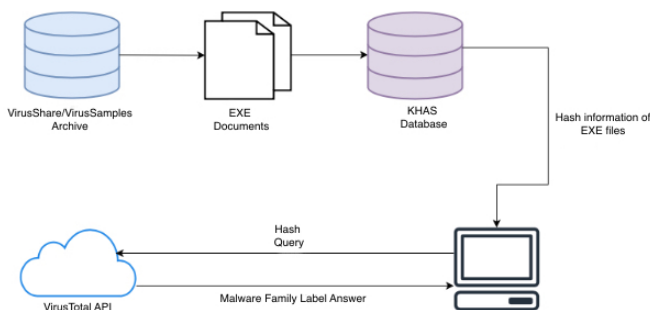 VirusShare/VirusSamples
Archive
EXE
Documents
KHAS
Database
Hash information of
EXE files
Hash
Query
Malware Family Label Answer
VirusTotal API